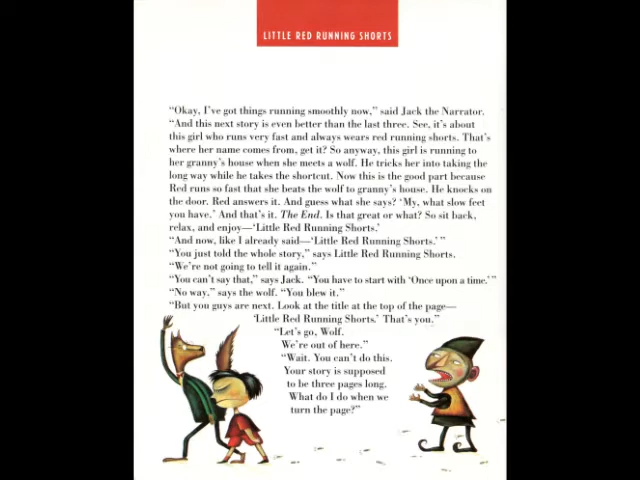 LITTLE RED RUNNING SHORTS
“Okay, I’ve got things running smoothly now,” said Jack the Narrator.
“And this next story is even better than the last three. See, it’s about
this girl who runs very fast and always wears red running shorts. That’s
where her name comes from, get it? So anyway, this girl is running to
her granny’s house when she meets a wolf. He tricks her into taking the
long way while he takes the shortcut. Now this is the good part because
Red runs so fast that she beats the wolf to granny’s house. He knocks on
the door. Red answers it. And guess what she says? ‘My, what slow feet
you have.’ And that’s it. The End. Is that great or what? So sit back,
relax, and enjoy—‘Little Red Running Shorts.’
“And now, like I already said—‘Little Red Running Shorts.’ ”
“You just told the whole story,” says Little Red Running Shorts.
“We’re not going to tell it again.”
“You can’t say that,” says Jack. “You have to start with ‘Once upon a time.’ ”
“No way,” says the wolf. “You blew it.”
“But you guys are next. Look at the title at the top of the page—
‘Little Red Running Shorts.’ That’s you.”
“Let’s go, Wolf.
We’re out of here.”
“Wait. You can’t do this.
Your story is supposed
to be three pages long.
What do I do when we
turn the page?”